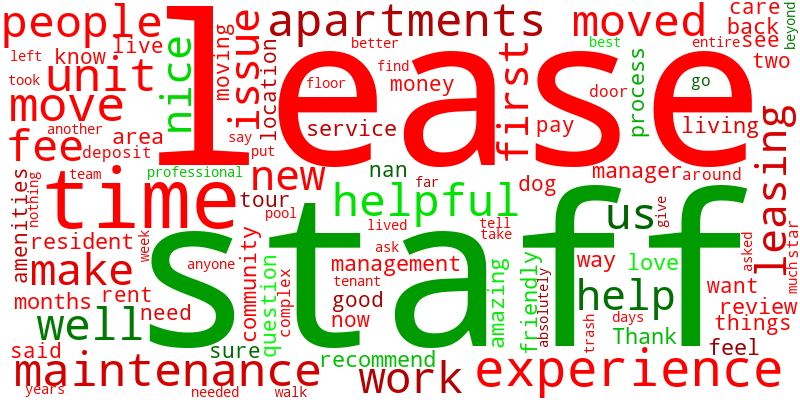 people
lease
apartments
moved
care
back
beyond
left
know
live
nice
moving
issue
location
better
best
entire
see
two
took
unit
find
money
first
door
process
go
move
floor
another
fee
deposit
area
say
put
service
pay
living
leasing
amenities
nothing
team
professional
time
new
nan
far
helpful
dog
manager
around
tour
pool
lived
us
give
tell
take
resident
staff
week
community
ask
management
make
anyone
question
complex
tenant
good
now
amazing
friendly
absolutely
way
love
asked
much
star
months
rent
need
help
want
review
things
well
trash
days
Thank
said
sure
recommend
feel
maintenance
work
experience
years
needed
walk